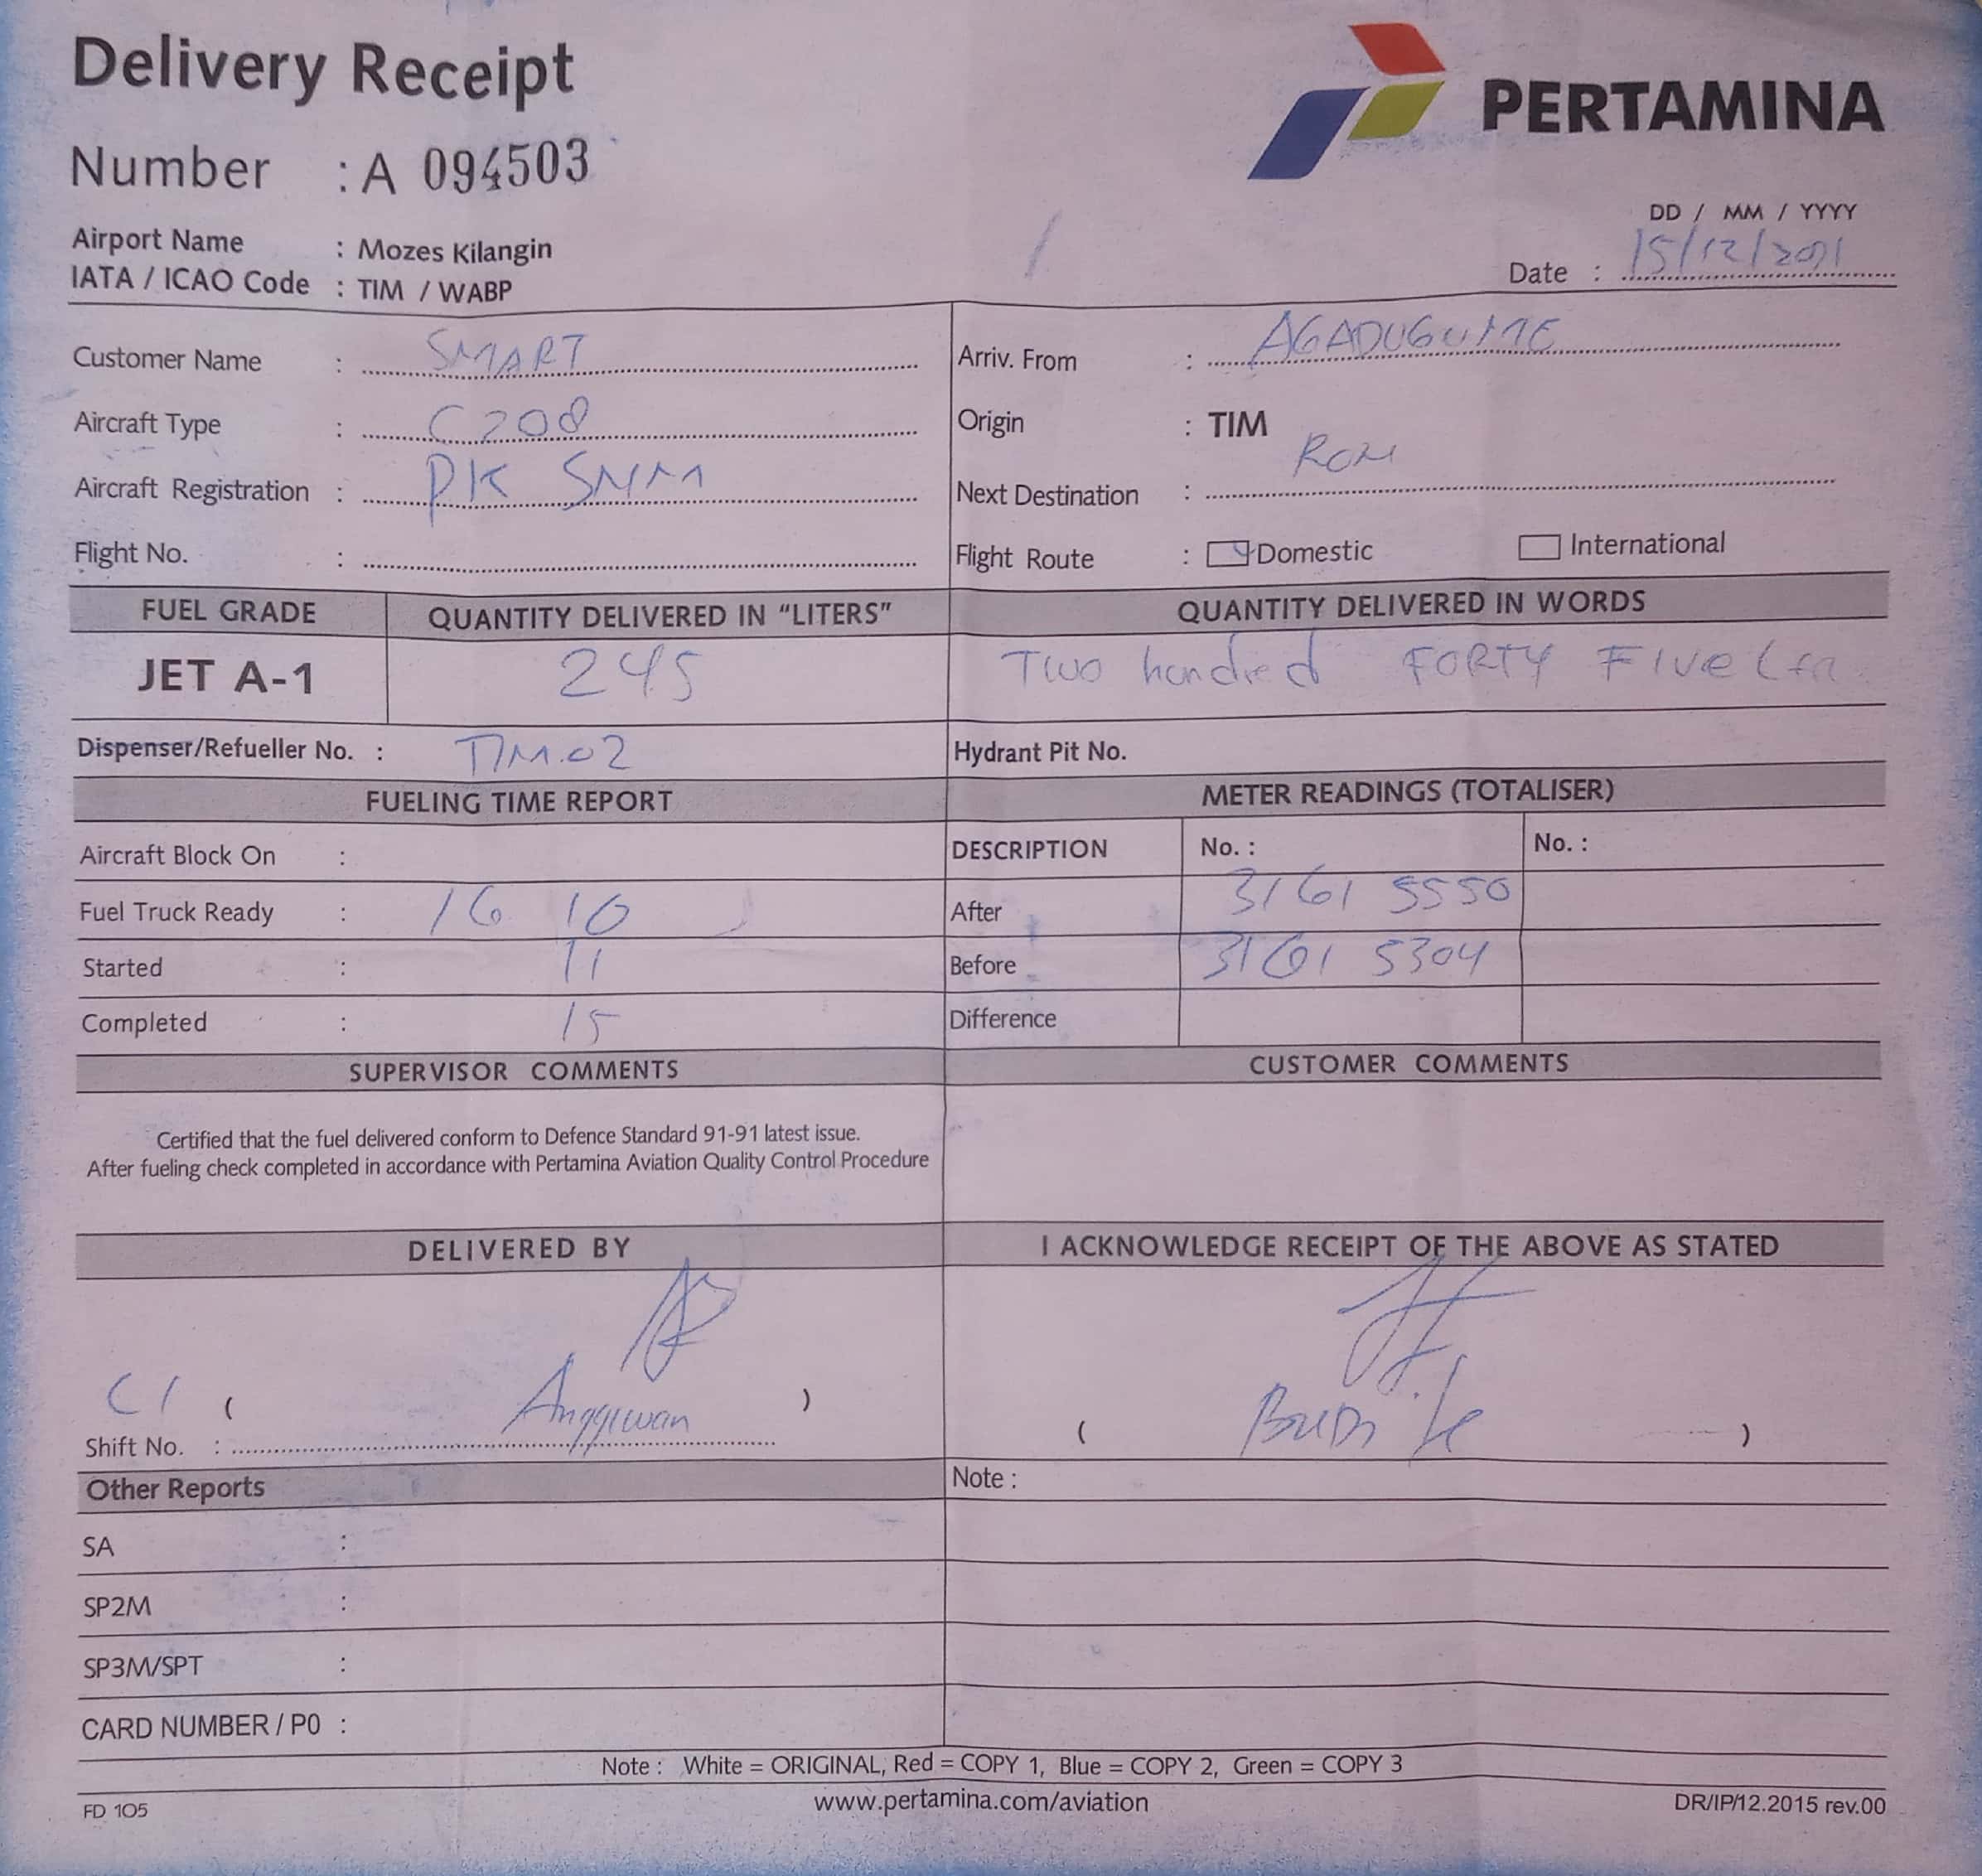 Delivery Receipt
PERTAMINA
Number : A 094503
Airport Name : Mozes Kilangin
IATA / ICAO Code : TIM / WABP
DD / MM / YYYY
Date : 15/12/2021
Customer Name : SMART
Arriv. From : AGADUGUME
Aircraft Type : C208
Origin : TIM
Aircraft Registration : PK SNM
Next Destination : RON
Flight No. :
Flight Route : Domestic International
FUEL GRADE QUANTITY DELIVERED IN "LITERS" QUANTITY DELIVERED IN WORDS
JET A-1 245 Two hundred FORTY FIVE Ltr
Dispenser/Refueller No. : TIM.02 Hydrant Pit No.
FUELING TIME REPORT METER READINGS (TOTALISER)
Aircraft Block On : DESCRIPTION No. : No. :
Fuel Truck Ready : 16 10 After 3161 5550
Started : 11 Before 3161 5304
Completed : 15 Difference
SUPERVISOR COMMENTS CUSTOMER COMMENTS
Certified that the fuel delivered conform to Defence Standard 91-91 latest issue.
After fueling check completed in accordance with Pertamina Aviation Quality Control Procedure
DELIVERED BY I ACKNOWLEDGE RECEIPT OF THE ABOVE AS STATED
C1 ( Anggiwan )
Shift No. : ( )
Other Reports Note :
SA :
SP2M :
SP3M/SPT :
CARD NUMBER / P0 :
Note : White = ORIGINAL, Red = COPY 1, Blue = COPY 2, Green = COPY 3
FD 105 www.pertamina.com/aviation DR/IP/12.2015 rev.00